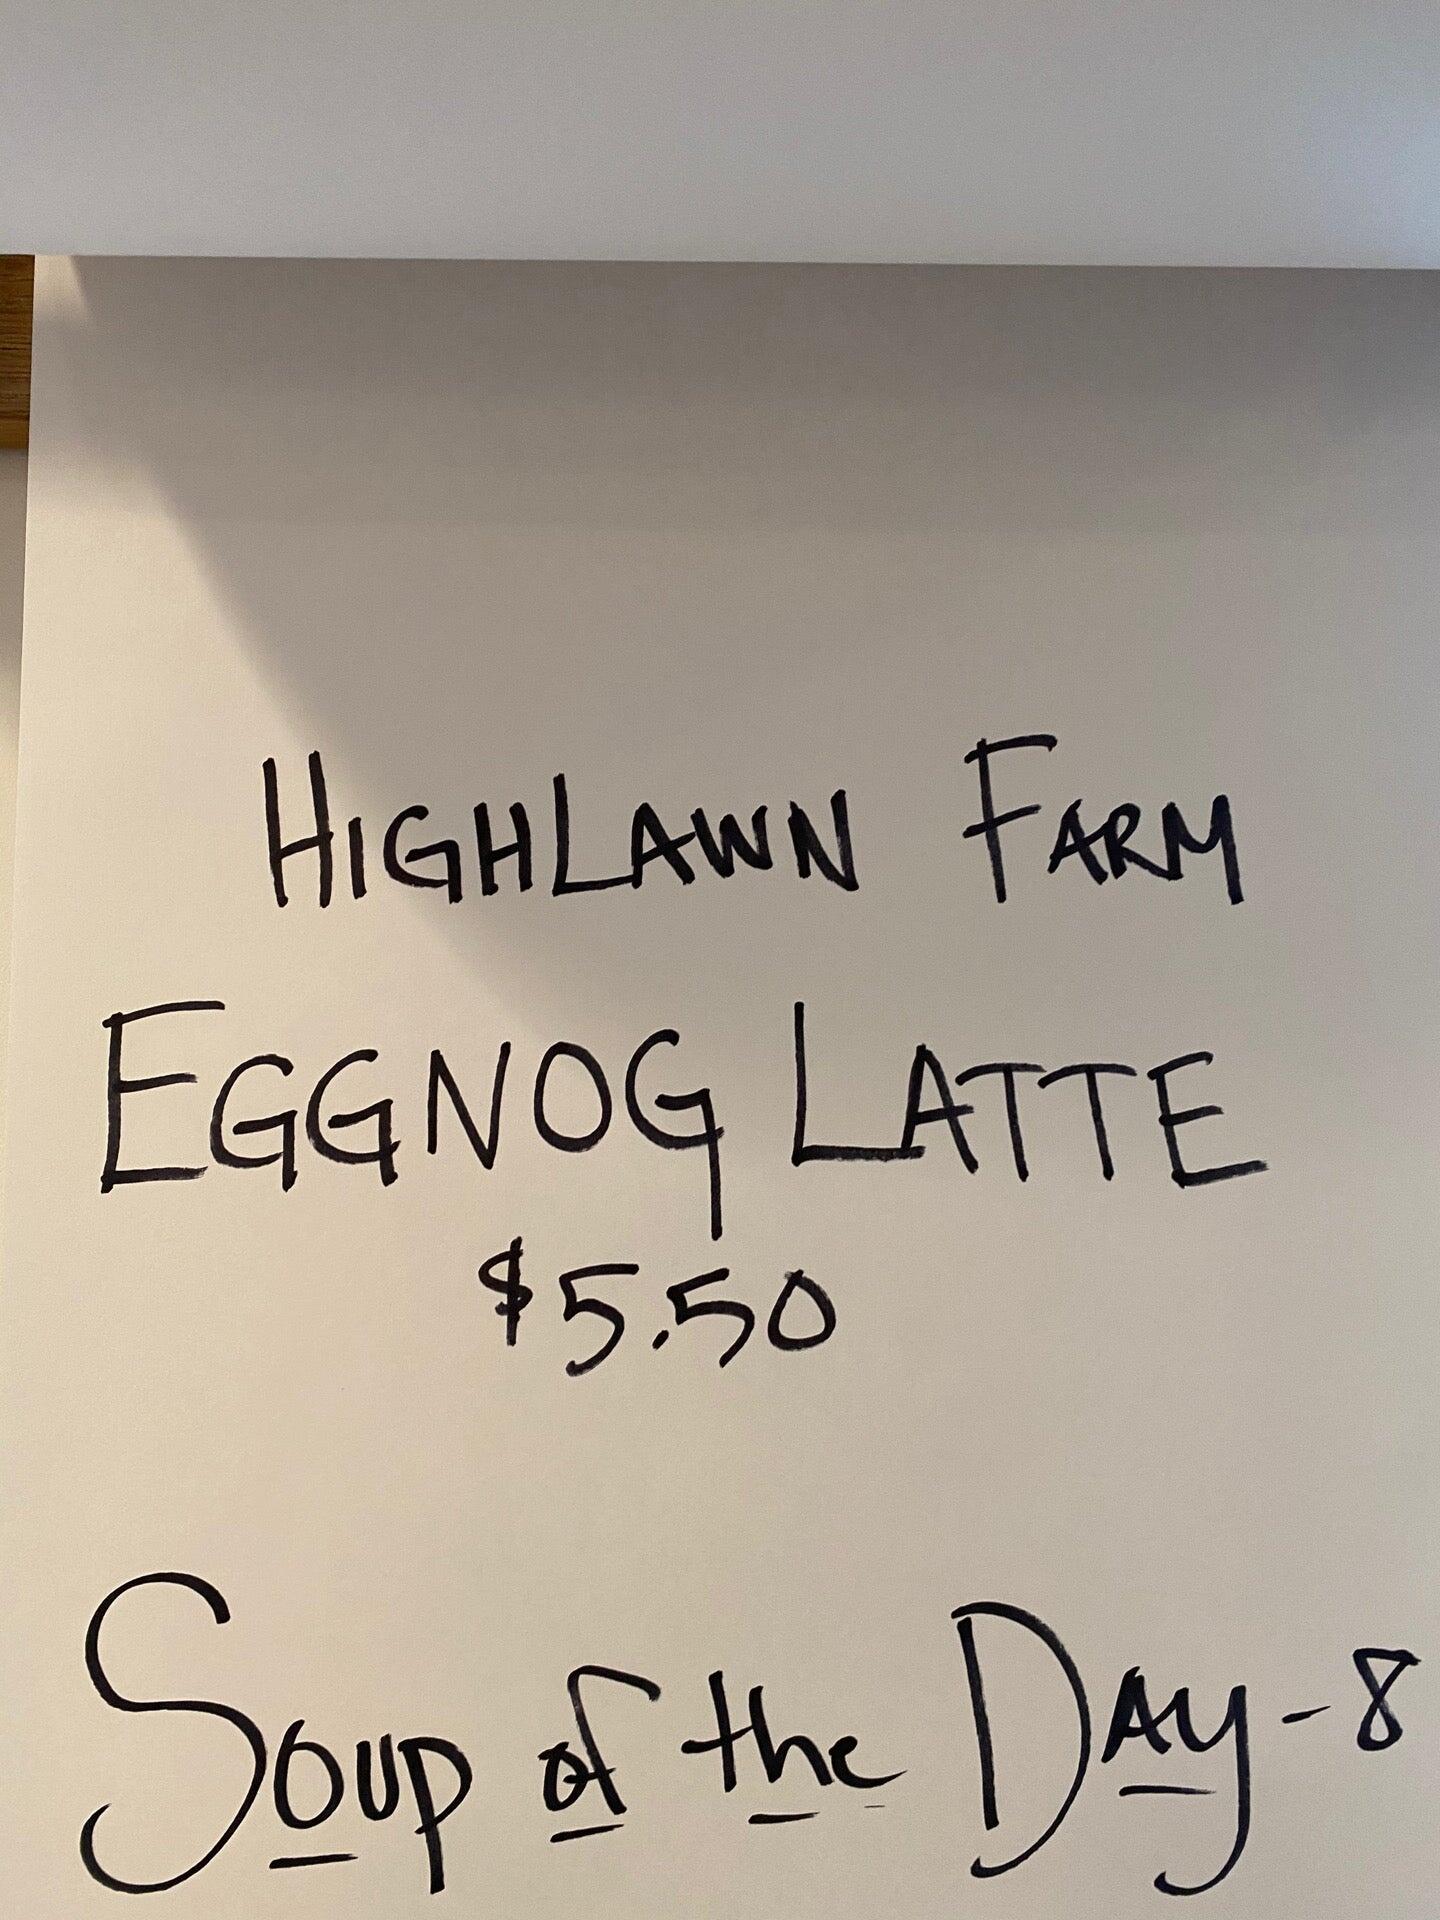 HIGHLAWN FARM
EGGNOG LATTE
$5.50
Soup of the Day - 8